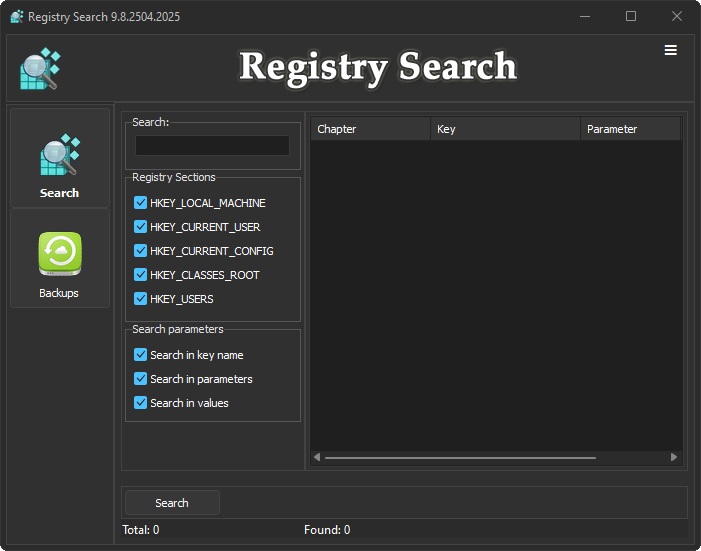 Registry Search 9.8.2504.2025
Registry Search
Search
Backups
Search:
Registry Sections
HKEY_LOCAL_MACHINE
HKEY_CURRENT_USER
HKEY_CURRENT_CONFIG
HKEY_CLASSES_ROOT
HKEY_USERS
Search parameters
Search in key name
Search in parameters
Search in values
Chapter Key Parameter
Search
Total: 0 Found: 0